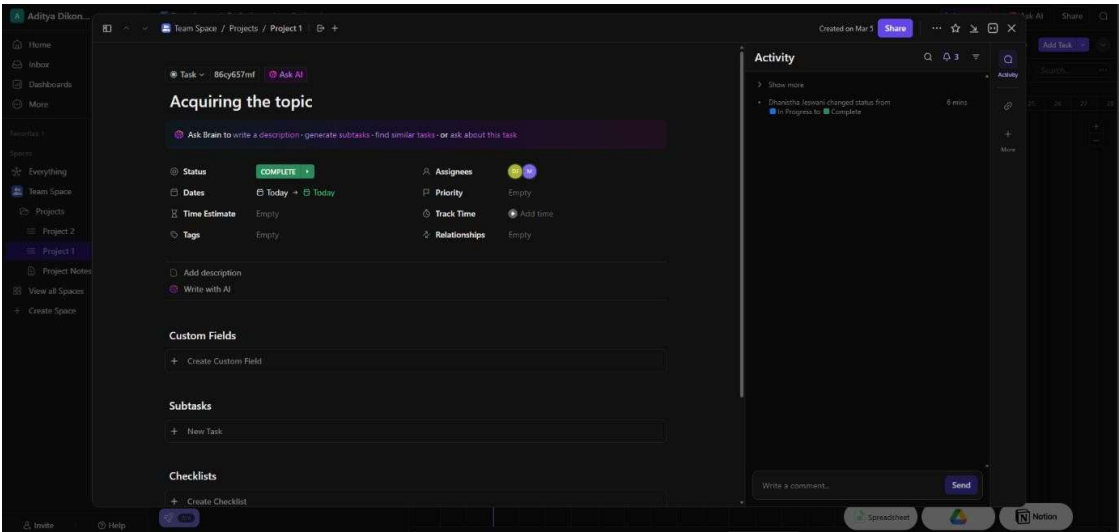 Aditya Dikon...
Home
Inbox
Dashboards
More
Favorites
Spaces
Everything
Team Space
Projects
Project 2
Project 1
Project Notes
View all Spaces
Create Space
Invite
Help
Team Space / Projects / Project 1
Created on Mar 5
Share
Task
86cy657mf
Ask AI
Acquiring the topic
Ask Brain to write a description - generate subtasks - find similar tasks - or ask about this task
Status COMPLETE
Assignees DJ
Dates Today → Today
Priority Empty
Time Estimate Empty
Track Time Add time
Tags Empty
Relationships Empty
Add description
Write with AI
Custom Fields
+ Create Custom Field
Subtasks
+ New Task
Checklists
+ Create Checklist
Activity
3
Show more
Dhanistha Jeswani changed status from 6 mins
In Progress to Complete
Write a comment...
Send
Activity
More
Ask AI
Share
Add Task
Search...
Spreadsheet
Notion